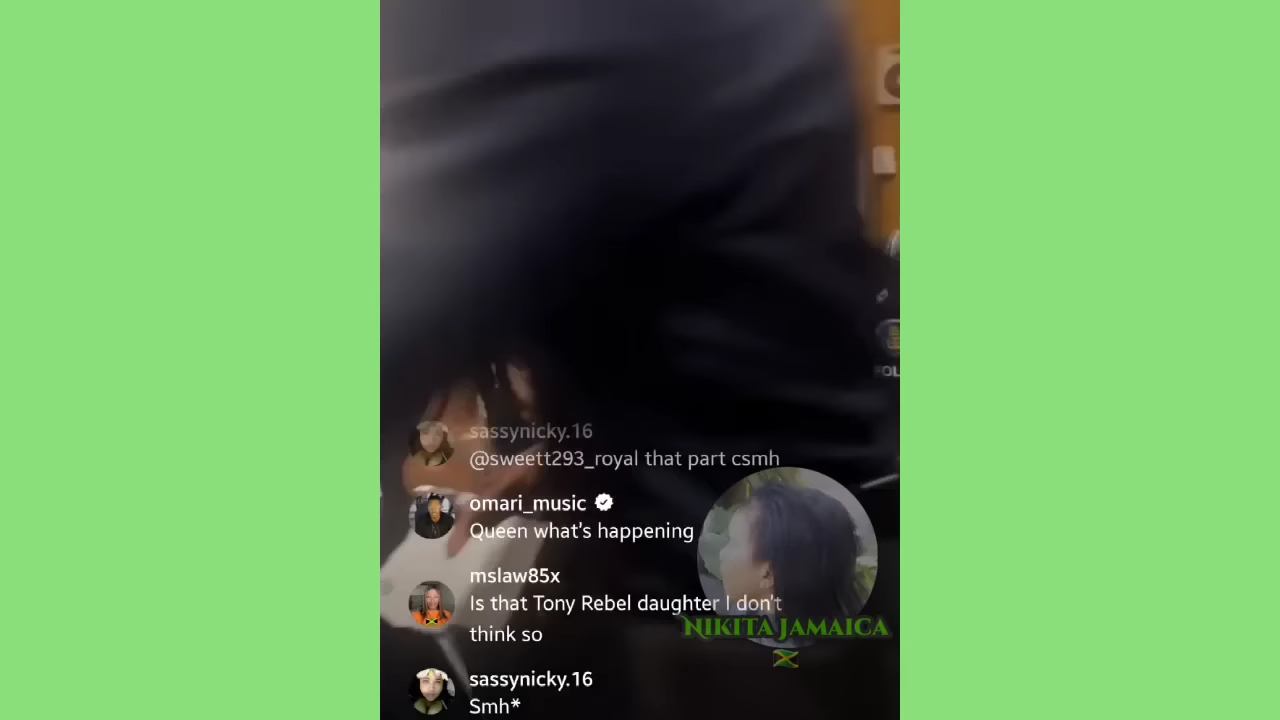 sassynicky.16
@sweett293_royal that part csmh
omari_music
Queen what's happening
mslaw85x
Is that Tony Rebel daughter I don't
think so
NIKITA JAMAICA
sassynicky.16
Smh*